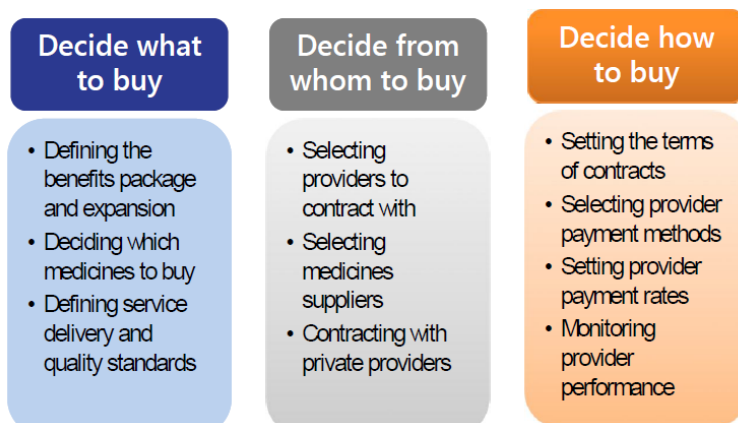 Decide what
to buy
• Defining the
benefits package
and expansion
• Deciding which
medicines to buy
• Defining service
delivery and
quality standards
Decide from
whom to buy
• Selecting
providers to
contract with
• Selecting
medicines
suppliers
• Contracting with
private providers
Decide how
to buy
• Setting the terms
of contracts
• Selecting provider
payment methods
• Setting provider
payment rates
• Monitoring
provider
performance